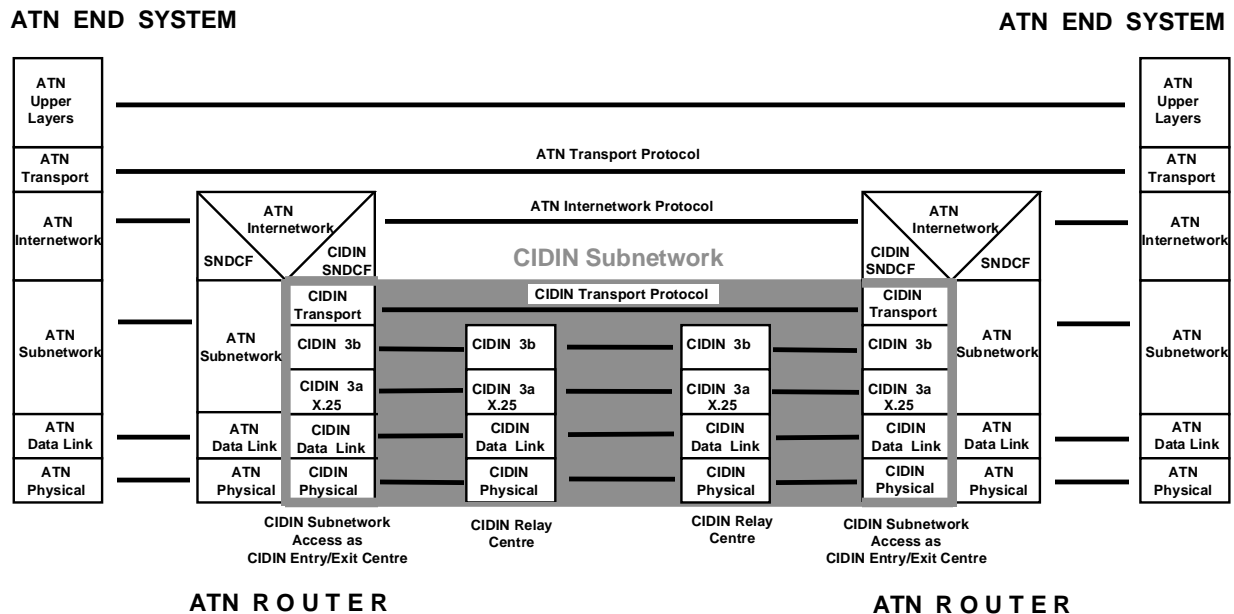 ATN END SYSTEM
ATN END SYSTEM
ATN
Upper
Layers
ATN
Transport
ATN
Internetwork
ATN
Subnetwork
ATN
Data Link
ATN
Physical
ATN Transport Protocol
ATN Internetwork Protocol
CIDIN Subnetwork
CIDIN Transport Protocol
ATN
Internetwork
SNDCF
CIDIN
SNDCF
ATN
Subnetwork
ATN
Data Link
ATN
Physical
CIDIN
Transport
CIDIN 3b
CIDIN 3a
X.25
CIDIN
Data Link
CIDIN
Physical
CIDIN 3b
CIDIN 3a
X.25
CIDIN
Data Link
CIDIN
Physical
CIDIN 3b
CIDIN 3a
X.25
CIDIN
Data Link
CIDIN
Physical
ATN
Internetwork
CIDIN
SNDCF
SNDCF
CIDIN
Transport
CIDIN 3b
CIDIN 3a
X.25
CIDIN
Data Link
CIDIN
Physical
ATN
Subnetwork
ATN
Data Link
ATN
Physical
ATN
Upper
Layers
ATN
Transport
ATN
Internetwork
ATN
Subnetwork
ATN
Data Link
ATN
Physical
CIDIN Subnetwork
Access as
CIDIN Entry/Exit Centre
CIDIN Relay
Centre
CIDIN Relay
Centre
CIDIN Subnetwork
Access as
CIDIN Entry/Exit Centre
ATN R O U T E R
ATN R O U T E R